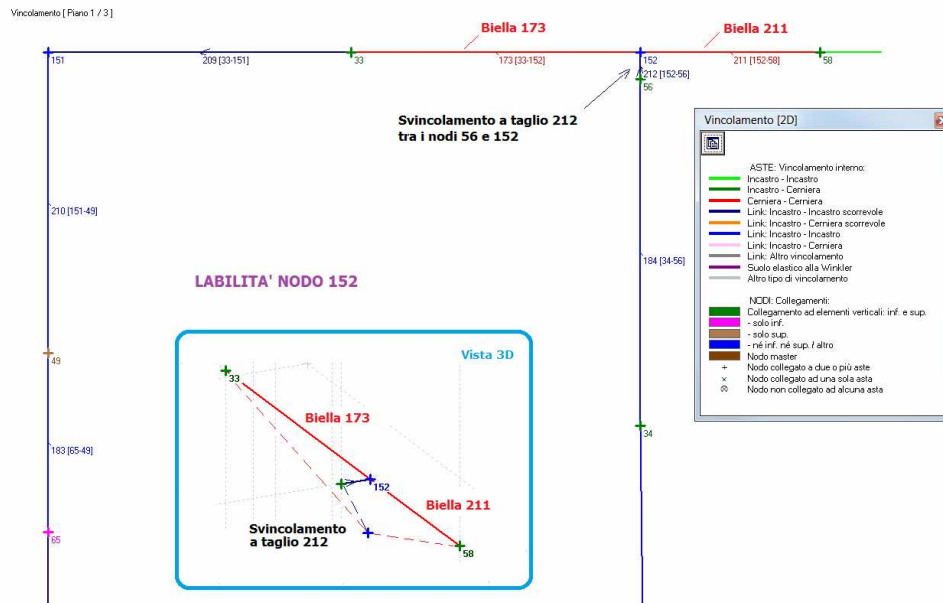 Vincolamento [ Piano 1 / 3 ]
Biella 173
Biella 211
151
209 [33-151]
33
173 [33-152]
152
211 [152-58]
58
212 [152-56]
56
Svincolamento a taglio 212
tra i nodi 56 e 152
Vincolamento [2D]
ASTE: Vincolamento interno:
Incastro - Incastro
Incastro - Cerniera
Cerniera - Cerniera
Link: Incastro - Incastro scorrevole
Link: Incastro - Cerniera scorrevole
Link: Incastro - Incastro
Link: Incastro - Cerniera
Link: Altro vincolamento
Suolo elastico alla Winkler
Altro tipo di vincolamento
NODI: Collegamenti:
Collegamento ad elementi verticali: inf. e sup.
- solo inf.
- solo sup.
- né inf. né sup. / altro
Nodo master
+ Nodo collegato a due o più aste
× Nodo collegato ad una sola asta
⊗ Nodo non collegato ad alcuna asta
210 [151-49]
184 [34-56]
LABILITA' NODO 152
Vista 3D
33
Biella 173
152
Biella 211
Svincolamento
a taglio 212
58
49
34
183 [65-49]
65